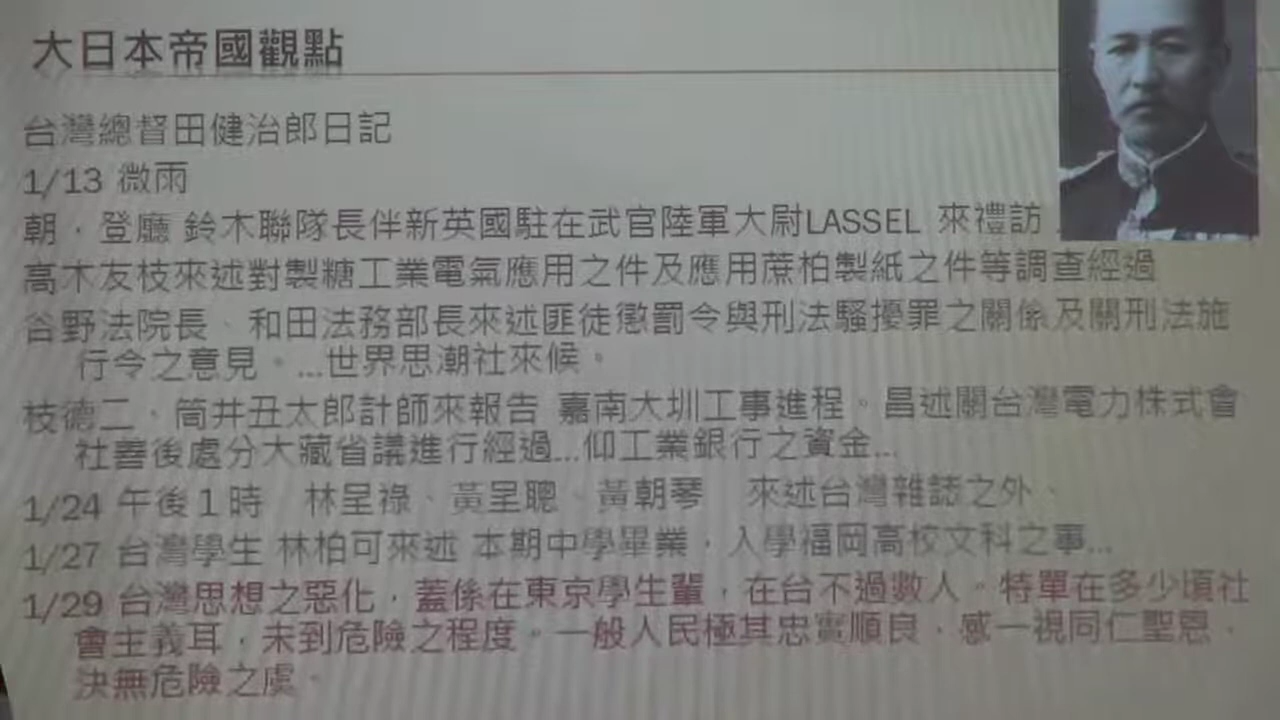 大日本帝國觀點
台灣總督田健治郎日記
1/13 微雨
朝，登廳 鈴木聯隊長伴新英國駐在武官陸軍大尉LASSEL 來禮訪
高木友枝來述對製糖工業電氣應用之件及應用蔗柏製紙之件等調查經過
谷野法院長、和田法務部長來述匪徒懲罰令與刑法騷擾罪之關係及關刑法施
行令之意見。...世界思潮社來候。
枝德二、筒井丑太郎計師來報告 嘉南大圳工事進程。昌述關台灣電力株式會
社善後處分大藏省議進行經過...仰工業銀行之資金...
1/24 午後1時 林呈祿、黃呈聰、黃朝琴 來述台灣雜誌之外、
1/27 台灣學生 林柏可來述 本期中學畢業，入學福岡高校文科之事...
1/29 台灣思想之惡化，蓋係在東京學生輩，在台不過數人。特單在多少頃社
會主義耳，未到危險之程度。一般人民極其忠實順良，感一視同仁聖恩，
決無危險之虞、